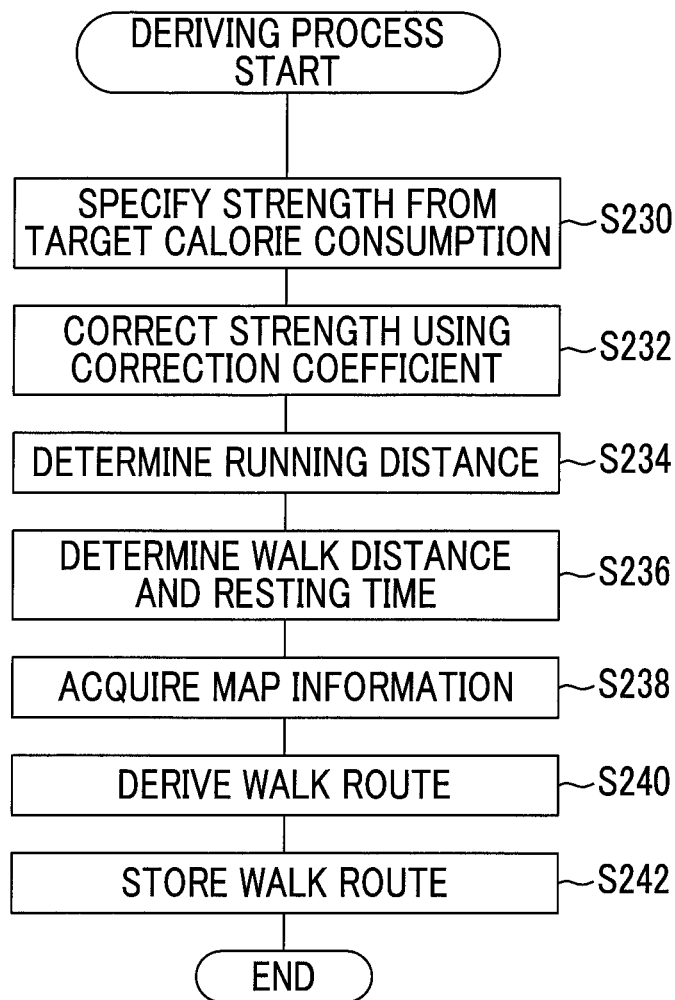 DERIVING PROCESS
START
SPECIFY STRENGTH FROM
TARGET CALORIE CONSUMPTION
S230
CORRECT STRENGTH USING
CORRECTION COEFFICIENT
S232
DETERMINE RUNNING DISTANCE
S234
DETERMINE WALK DISTANCE
AND RESTING TIME
S236
ACQUIRE MAP INFORMATION
S238
DERIVE WALK ROUTE
S240
STORE WALK ROUTE
S242
END